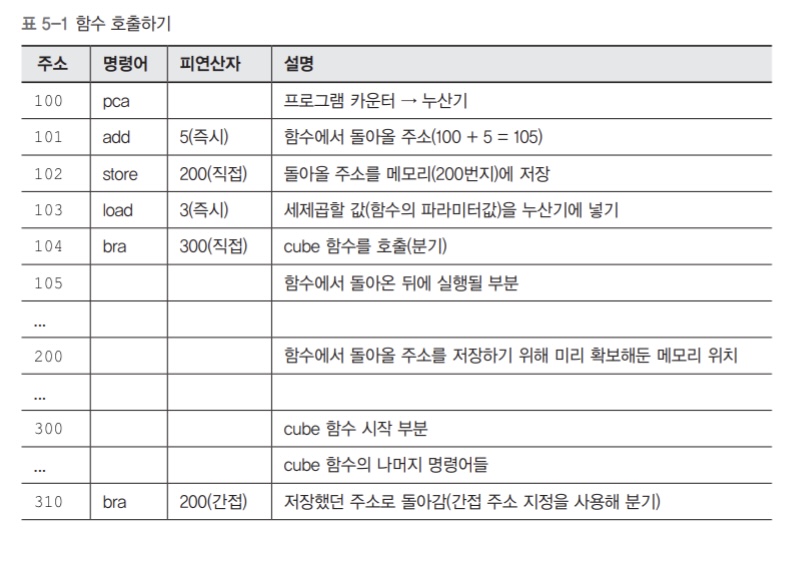 표 5-1 함수 호출하기
주소 명령어 피연산자 설명
100 pca 프로그램 카운터 → 누산기
101 add 5(즉시) 함수에서 돌아올 주소(100 + 5 = 105)
102 store 200(직접) 돌아올 주소를 메모리(200번지)에 저장
103 load 3(즉시) 세제곱할 값(함수의 파라미터값)을 누산기에 넣기
104 bra 300(직접) cube 함수를 호출(분기)
105 함수에서 돌아온 뒤에 실행될 부분
...
200 함수에서 돌아올 주소를 저장하기 위해 미리 확보해둔 메모리 위치
...
300 cube 함수 시작 부분
... cube 함수의 나머지 명령어들
310 bra 200(간접) 저장했던 주소로 돌아감(간접 주소 지정을 사용해 분기)